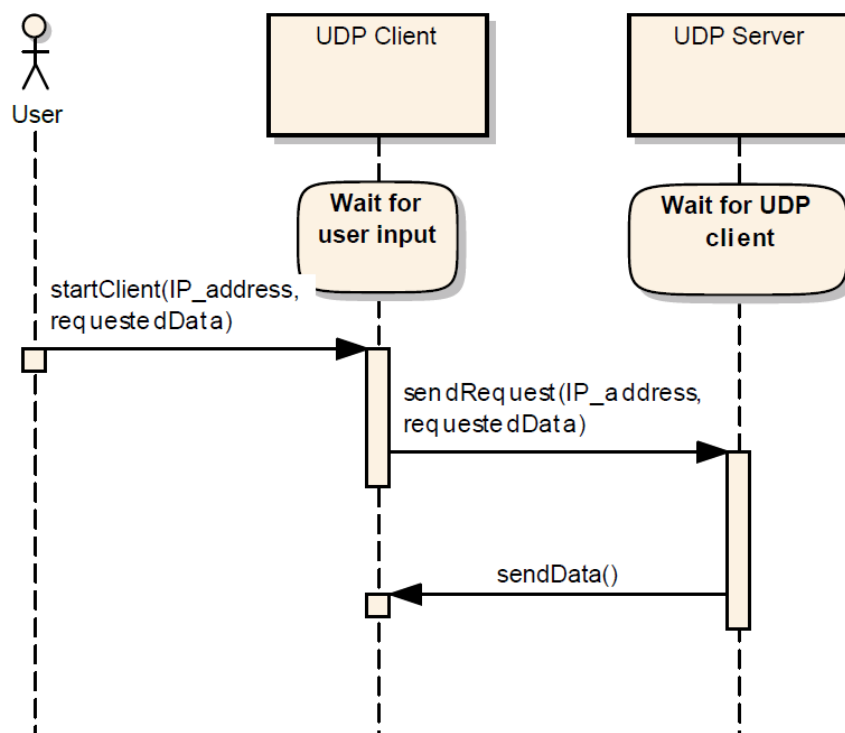 UDP Client
UDP Server
User
Wait for
user input
Wait for UDP
client
startClient(IP_address,
requestedData)
sendRequest(IP_address,
requestedData)
sendData()